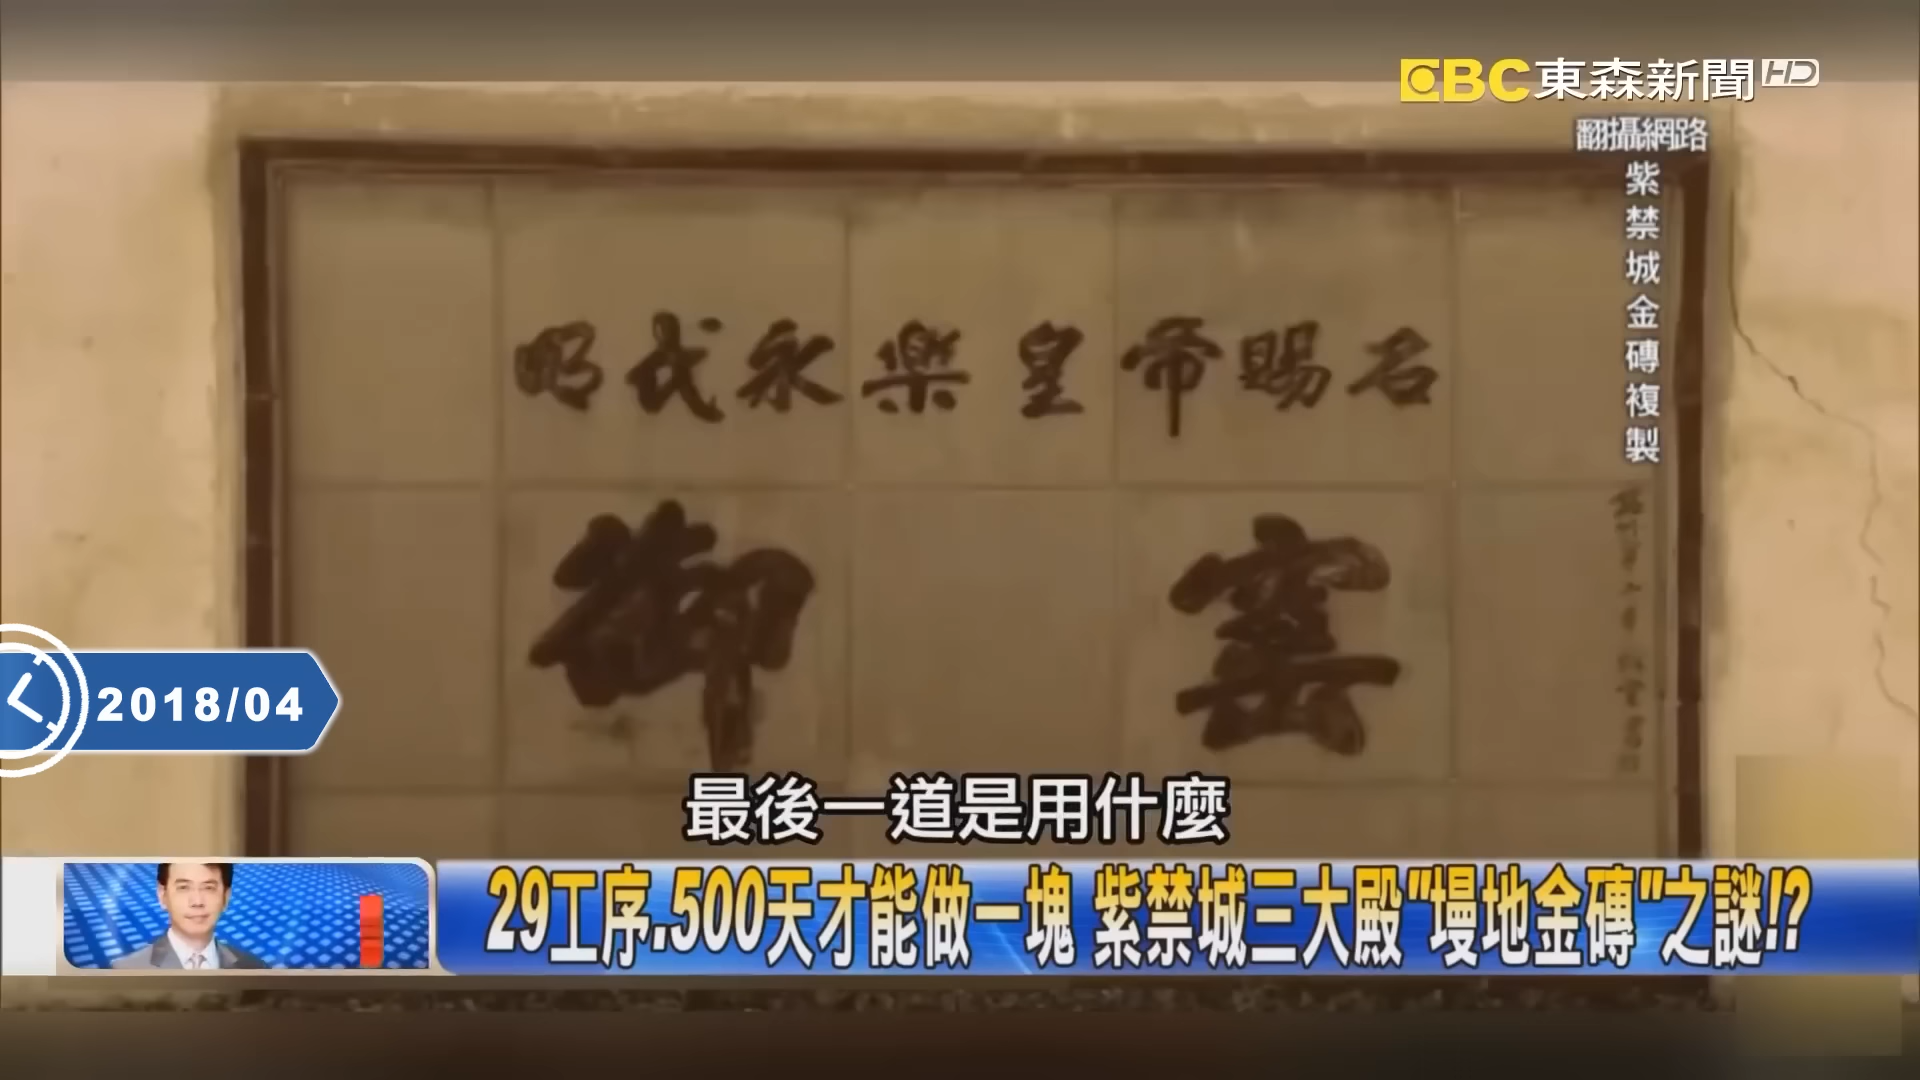 EBC東森新聞HD
翻攝網路
紫禁城金磚複製
明代永樂皇帝賜名
御窑
2018/04
最後一道是用什麼
29工序.500天才能做一塊 紫禁城三大殿"墁地金磚"之謎!?